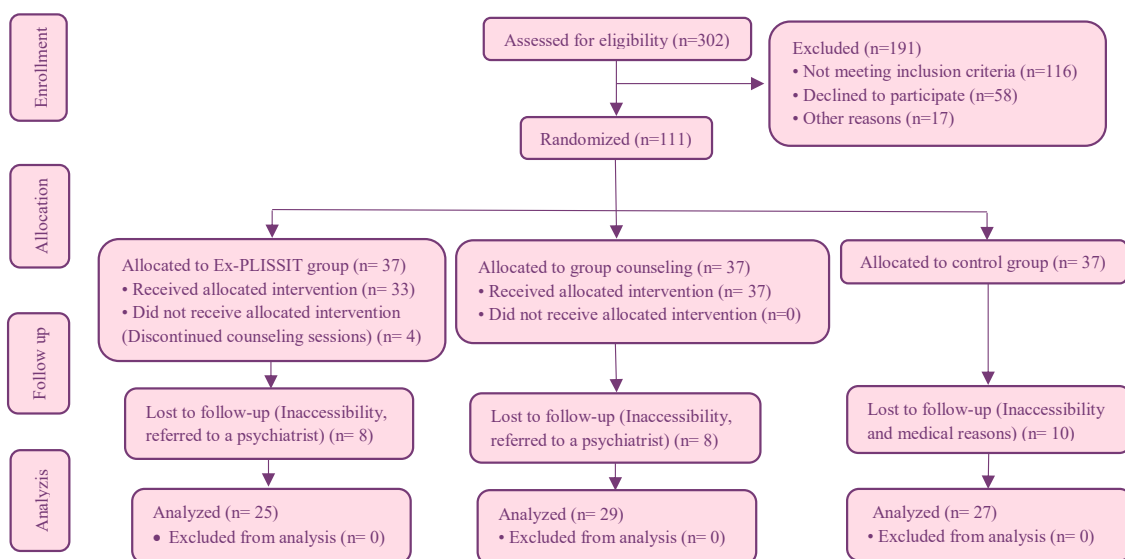 Enrollment
Assessed for eligibility (n=302)
Excluded (n=191)
• Not meeting inclusion criteria (n=116)
• Declined to participate (n=58)
• Other reasons (n=17)
Randomized (n=111)
Allocation
Allocated to Ex-PLISSIT group (n= 37)
• Received allocated intervention (n= 33)
• Did not receive allocated intervention
(Discontinued counseling sessions) (n= 4)
Allocated to group counseling (n= 37)
• Received allocated intervention (n= 37)
• Did not receive allocated intervention (n=0)
Allocated to control group (n= 37)
Follow up
Lost to follow-up (Inaccessibility,
referred to a psychiatrist) (n= 8)
Lost to follow-up (Inaccessibility,
referred to a psychiatrist) (n= 8)
Lost to follow-up (Inaccessibility
and medical reasons) (n= 10)
Analyzis
Analyzed (n= 25)
• Excluded from analysis (n= 0)
Analyzed (n= 29)
• Excluded from analysis (n= 0)
Analyzed (n= 27)
• Excluded from analysis (n= 0)